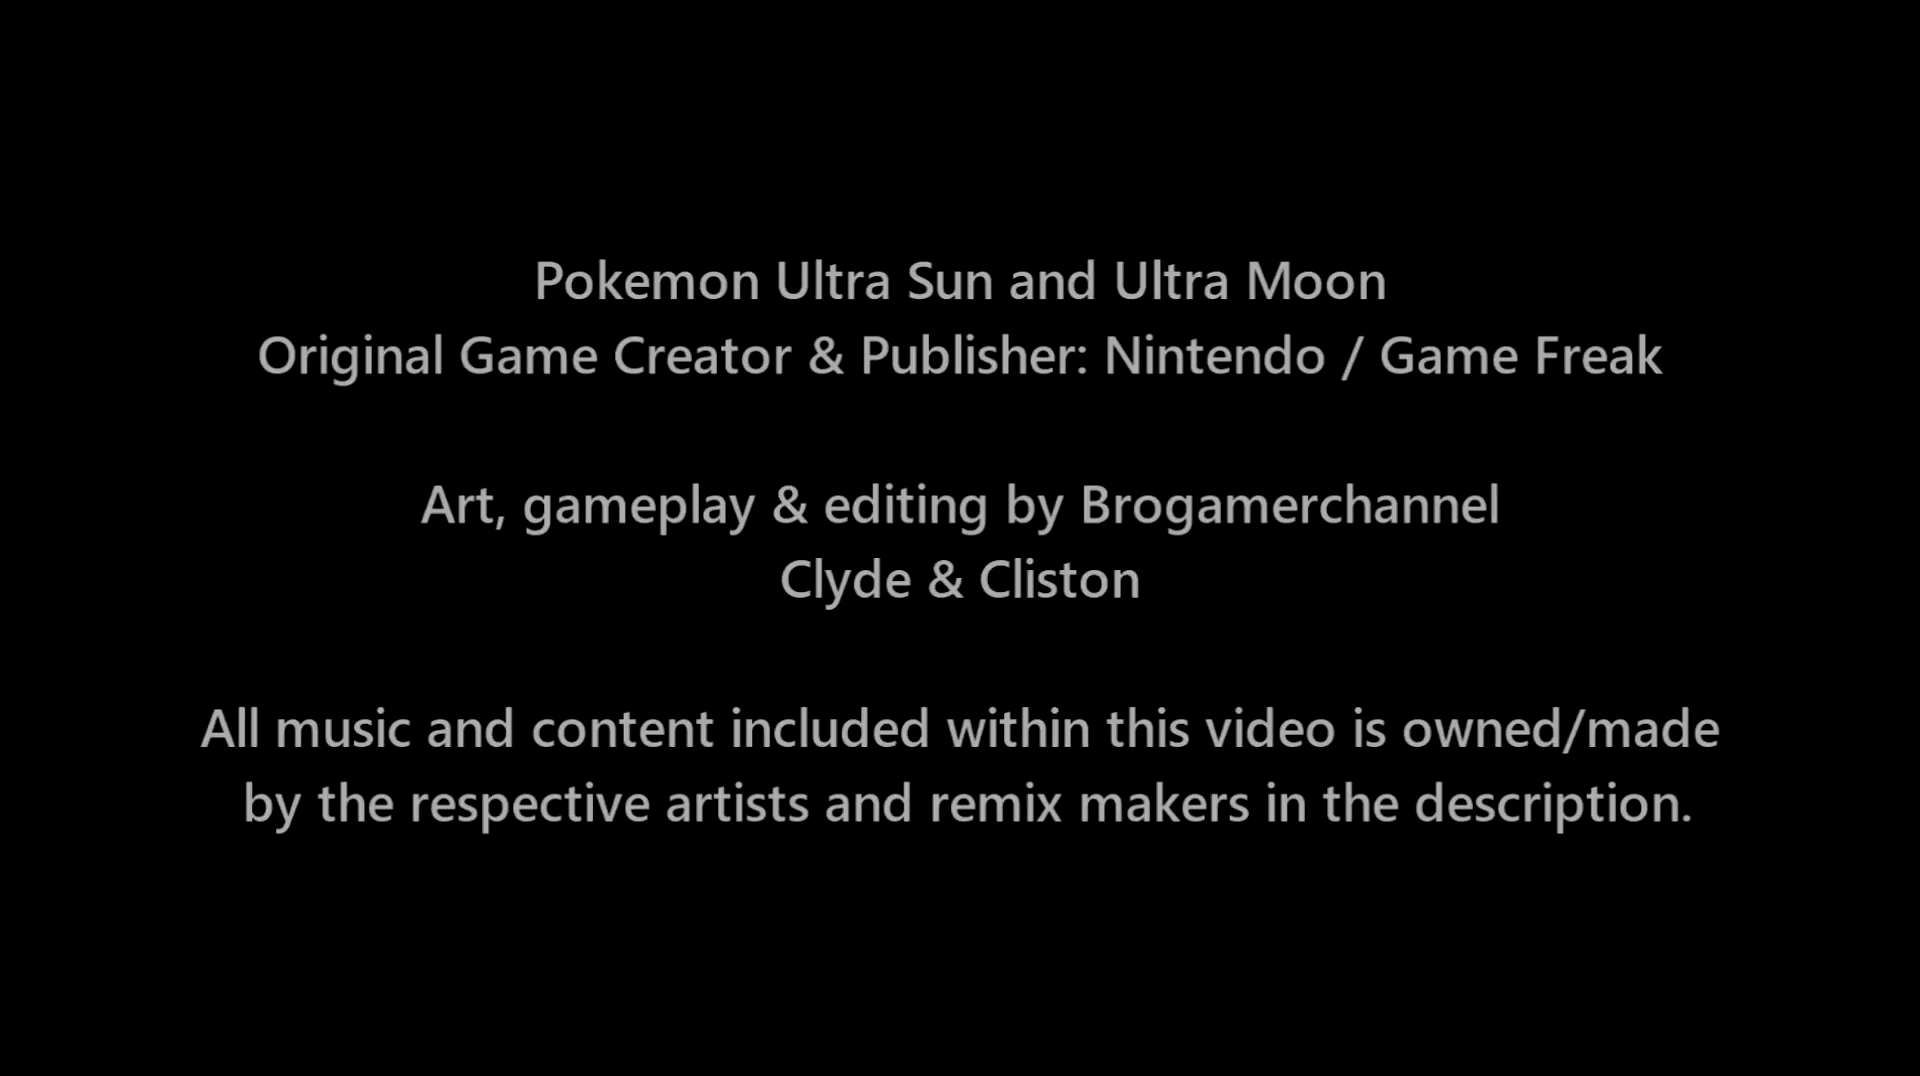 Pokemon Ultra Sun and Ultra Moon
Original Game Creator & Publisher: Nintendo / Game Freak
Art, gameplay & editing by Brogamerchannel
Clyde & Cliston
All music and content included within this video is owned/made
by the respective artists and remix makers in the description.